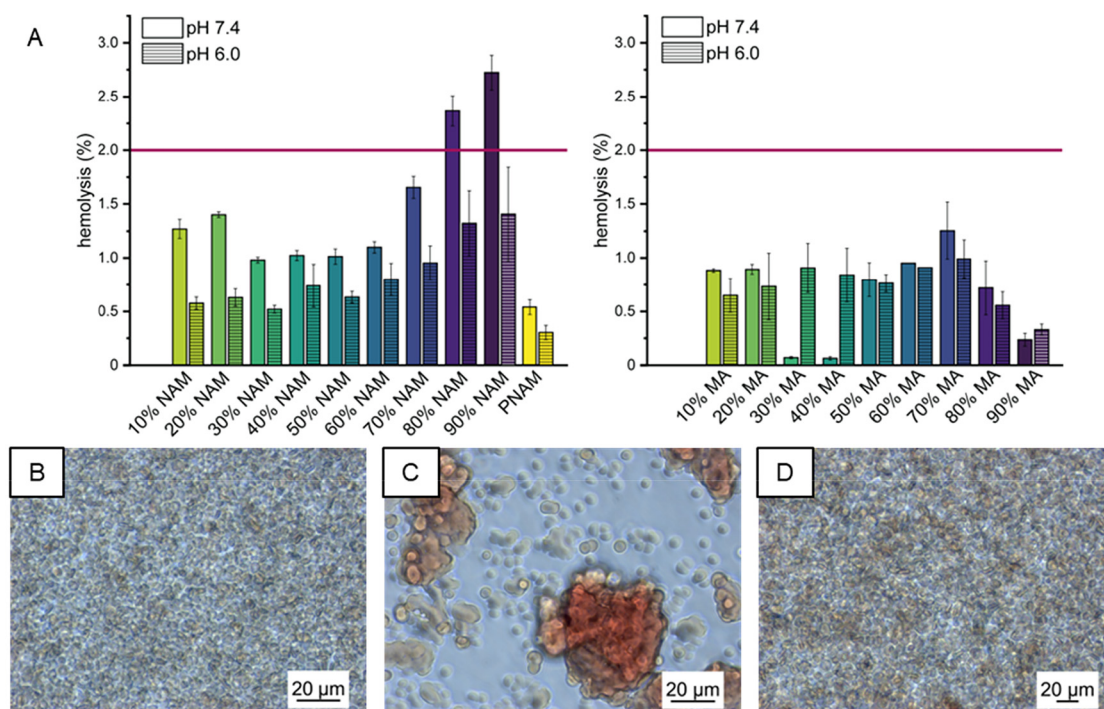 A
pH 7.4
pH 6.0
hemolysis (%)
3.0
2.5
2.0
1.5
1.0
0.5
0
10% NAM
20% NAM
30% NAM
40% NAM
50% NAM
60% NAM
70% NAM
80% NAM
90% NAM
PNAM
pH 7.4
pH 6.0
hemolysis (%)
3.0
2.5
2.0
1.5
1.0
0.5
0
10% MA
20% MA
30% MA
40% MA
50% MA
60% MA
70% MA
80% MA
90% MA
B
20 µm
C
20 µm
D
20 µm